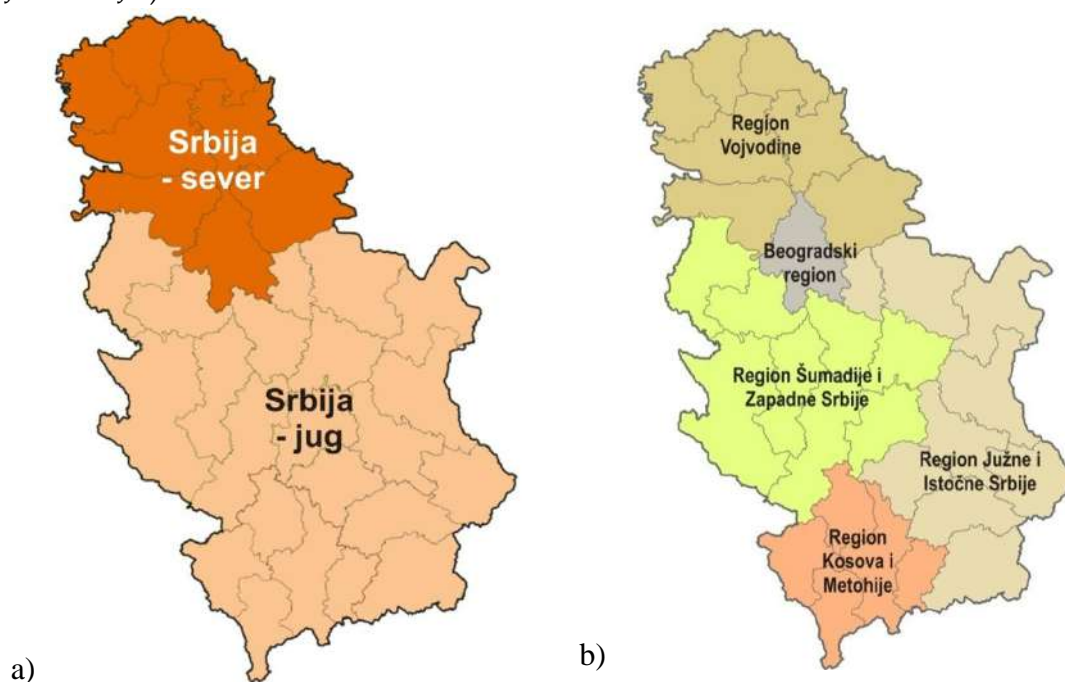 Srbija
- sever
Srbija
- jug
a)
Region
Vojvodine
Beogradski
region
Region Šumadije i
Zapadne Srbije
Region Južne i
Istočne Srbije
Region
Kosova i
Metohije
b)